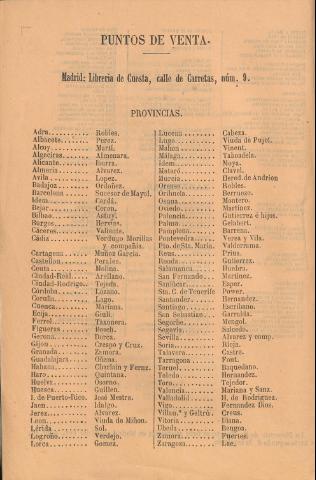 PUNTOS DE VENTA.
Madrid: Librería de Cuesta, calle de Carretas, núm. 9.
PROVINCIAS.
Adra.......... Robles.
Albacete....... Perez.
Alcoy.......... Martí.
Algeciras...... Almenara.
Alicante....... Ibarra.
Almería........ Alvarez.
Avila.......... Lopez.
Badajoz........ Ordoñez.
Barcelona...... Sucesor de Mayol.
Idem........... Cerdá.
Bejar.......... Coron.
Bilbao......... Astuy.
Burgos......... Hervias.
Cáceres........ Valiente.
Cádiz.......... Verdugo Morillas
y compañía.
Cartagena...... Muñoz García.
Castellon...... Perales.
Ceuta.......... Molina.
Ciudad-Real.... Arellano.
Ciudad-Rodrigo... Tejeda.
Córdoba........ Lozano.
Coruña......... Lago.
Cuenca......... Mariana.
Ecija.......... Giuli.
Ferrel......... Taxonera.
Figueras....... Bosch.
Gerona......... Dorca.
Gijon.......... Crespo y Cruz.
Granada........ Zamora.
Guadalajara.... Oñana.
Habana......... Charlain y Fernz.
Haro........... Quintana.
Huelva......... Osorno.
Huesca......... Guillen.
I. de Puerto-Rico. José Mestra.
Jaen........... Idalgo.
Jerez.......... Alvarez.
Leon........... Viuda de Miñon.
Lérida......... Sol.
Logroño........ Verdejo.
Lorca.......... Gomez.
Lucena......... Cabeza.
Lugo........... Viuda de Pujol.
Mahon.......... Vinent.
Málaga......... Taboadela.
Idem........... Moya.
Mataró......... Clavel.
Murcia......... Hered. de Andrion
Orense......... Robles.
Orihuela....... Berruezo.
Osuna.......... Montero.
Oviedo......... Martinez.
Palencia....... Gutierrez é hijos.
Palma.......... Gelabert.
Pamplona....... Barrena.
Pontevedra..... Verea y Vila.
Pto. de Sta. María. Valderrama.
Reus........... Prius.
Ronda.......... Gutierrez.
Salamanca...... Huebra.
San Fernando... Martinez.
Sanlúcar....... Esper.
Sta. C. de Tenerife Power.
Santander...... Hernandez.
Santiago....... Escribano.
San Sebastian.. Garralda.
Segorbe........ Mengol.
Segovia........ Salcedo.
Sevilla........ Alvarez y comp.
Soria.......... Rioja.
Talavera....... Castro.
Tarragona...... Font.
Teruel......... Baquedano.
Toledo......... Hernandez.
Toro........... Tejedor.
Valencia....... Mariana y Sanz.
Valladolid..... H. de Rodriguez.
Vigo........... Fernandez Dios.
Villan.ª y Geltrú. Creus.
Vitoria........ Illana.
Ubeda.......... Bengoa.
Zamora......... Fuertes.
Zaragoza....... Lac.